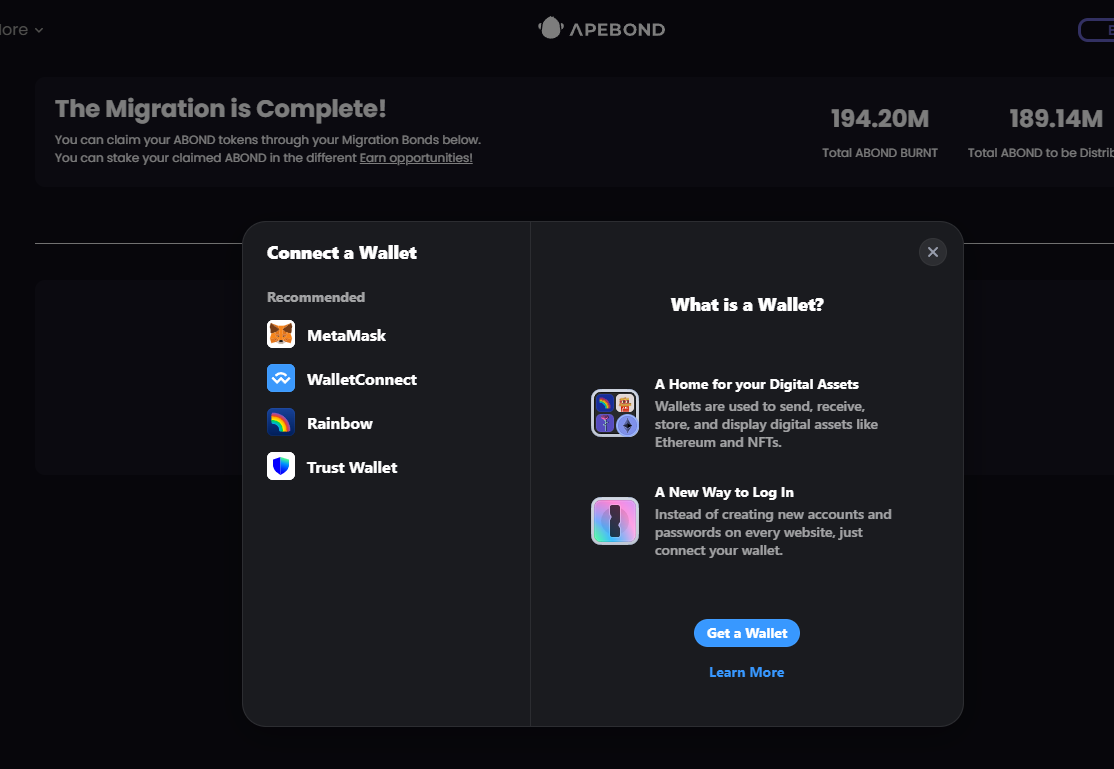 APEBOND
The Migration is Complete!
You can claim your ABOND tokens through your Migration Bonds below.
You can stake your claimed ABOND in the different Earn opportunities!
194.20M
Total ABOND BURNT
189.14M
Total ABOND to be
Connect a Wallet
Recommended
MetaMask
WalletConnect
Rainbow
Trust Wallet
What is a Wallet?
A Home for your Digital Assets
Wallets are used to send, receive,
store, and display digital assets like
Ethereum and NFTs.
A New Way to Log In
Instead of creating new accounts and
passwords on every website, just
connect your wallet.
Get a Wallet
Learn More